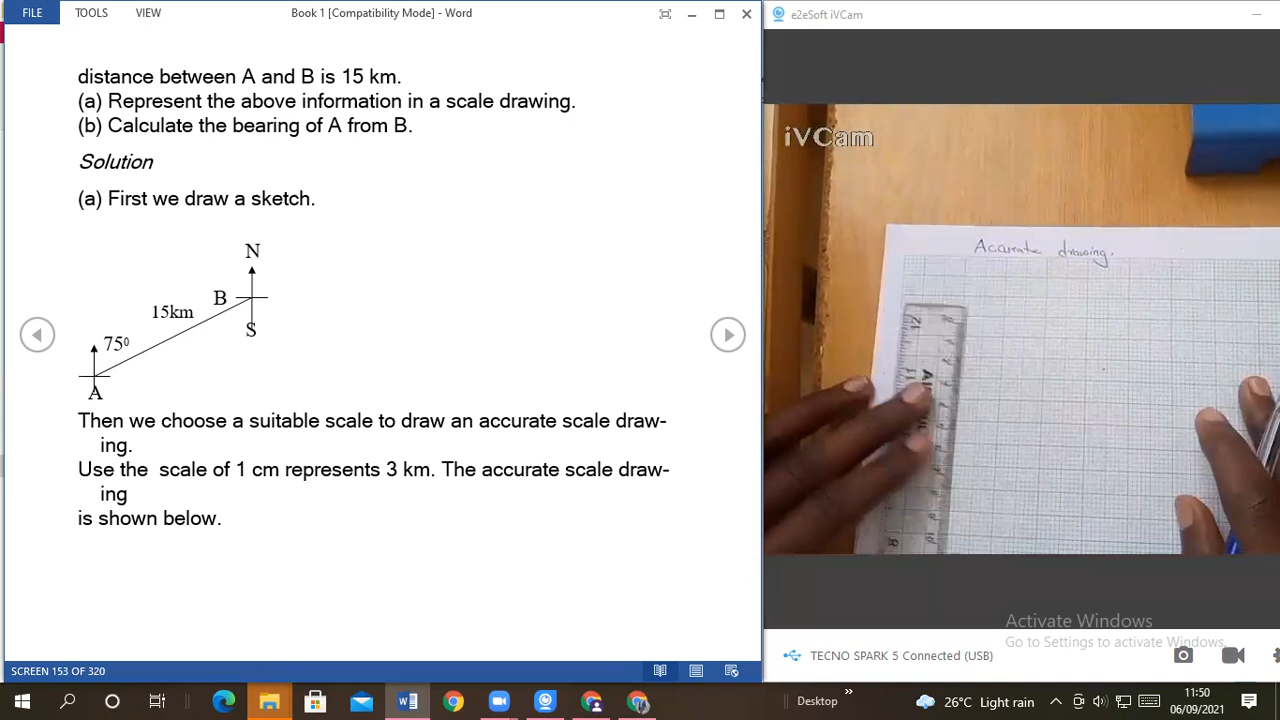 FILE TOOLS VIEW Book 1 [Compatibility Mode] - Word
distance between A and B is 15 km.
(a) Represent the above information in a scale drawing.
(b) Calculate the bearing of A from B.
Solution
(a) First we draw a sketch.
N
B
15km
S
75⁰
A
Then we choose a suitable scale to draw an accurate scale draw-
ing.
Use the scale of 1 cm represents 3 km. The accurate scale draw-
ing
is shown below.
SCREEN 153 OF 320
e2eSoft iVCam
iVCam
Accurate drawing.
12
Activate Windows
Go to Settings to activate Windows.
TECNO SPARK 5 Connected (USB)
Desktop
26°C Light rain
11:50
06/09/2021